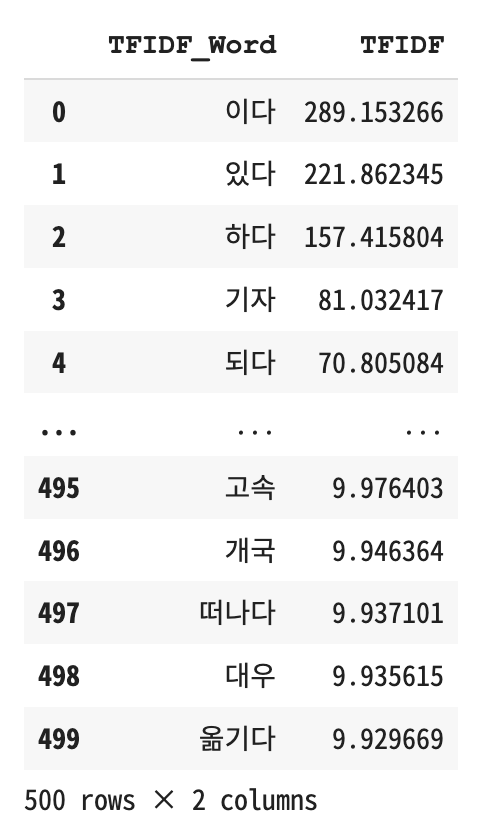 TFIDF_Word TFIDF
0 이다 289.153266
1 있다 221.862345
2 하다 157.415804
3 기자 81.032417
4 되다 70.805084
... ... ...
495 고속 9.976403
496 개국 9.946364
497 떠나다 9.937101
498 대우 9.935615
499 옮기다 9.929669
500 rows × 2 columns